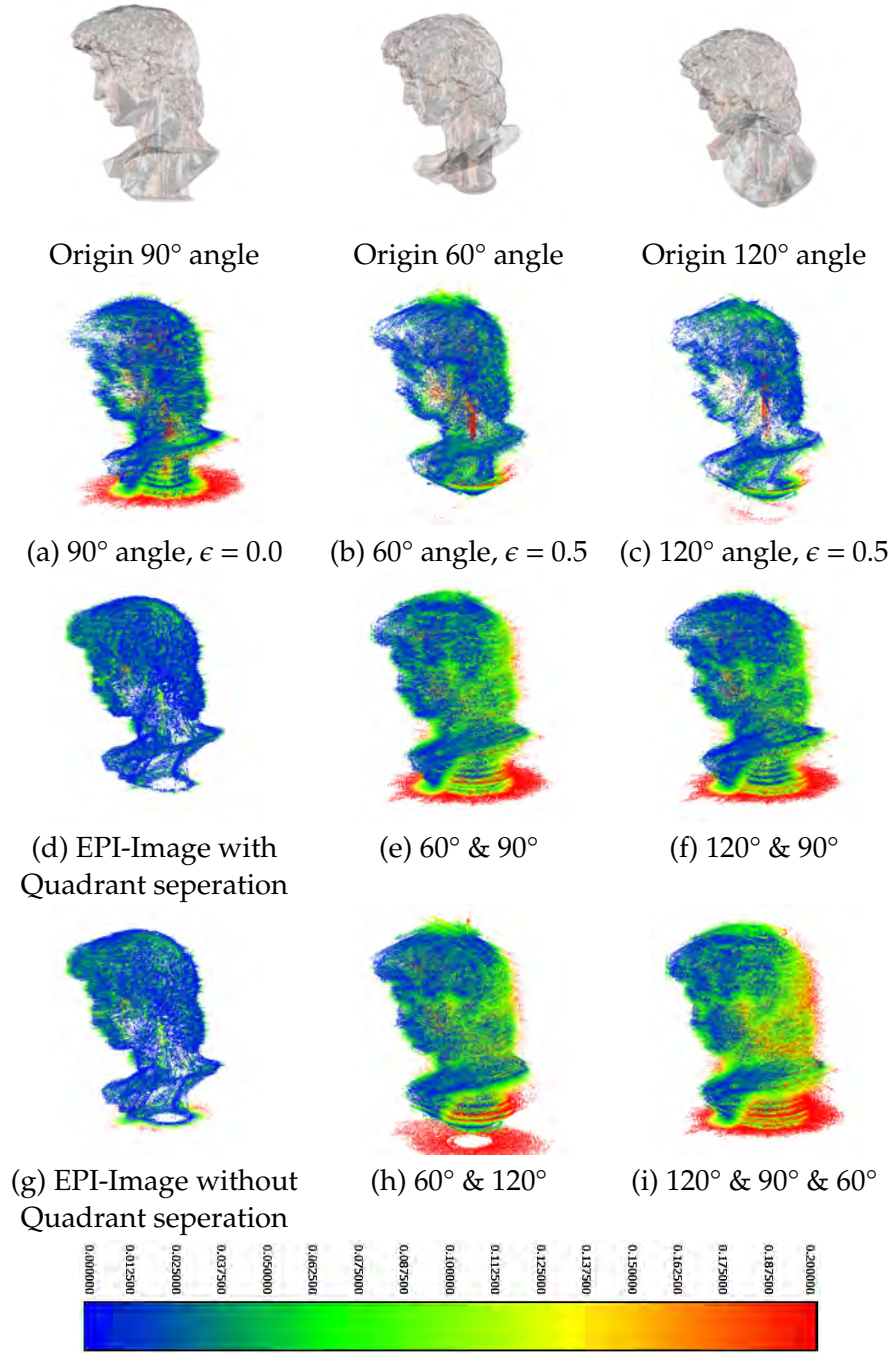 Origin 90° angle
Origin 60° angle
Origin 120° angle
(a) 90° angle, ϵ = 0.0
(b) 60° angle, ϵ = 0.5
(c) 120° angle, ϵ = 0.5
(d) EPI-Image with
Quadrant seperation
(e) 60° & 90°
(f) 120° & 90°
(g) EPI-Image without
Quadrant seperation
(h) 60° & 120°
(i) 120° & 90° & 60°
0.000000
0.012500
0.025000
0.037500
0.050000
0.062500
0.075000
0.087500
0.100000
0.112500
0.125000
0.137500
0.150000
0.162500
0.175000
0.187500
0.200000